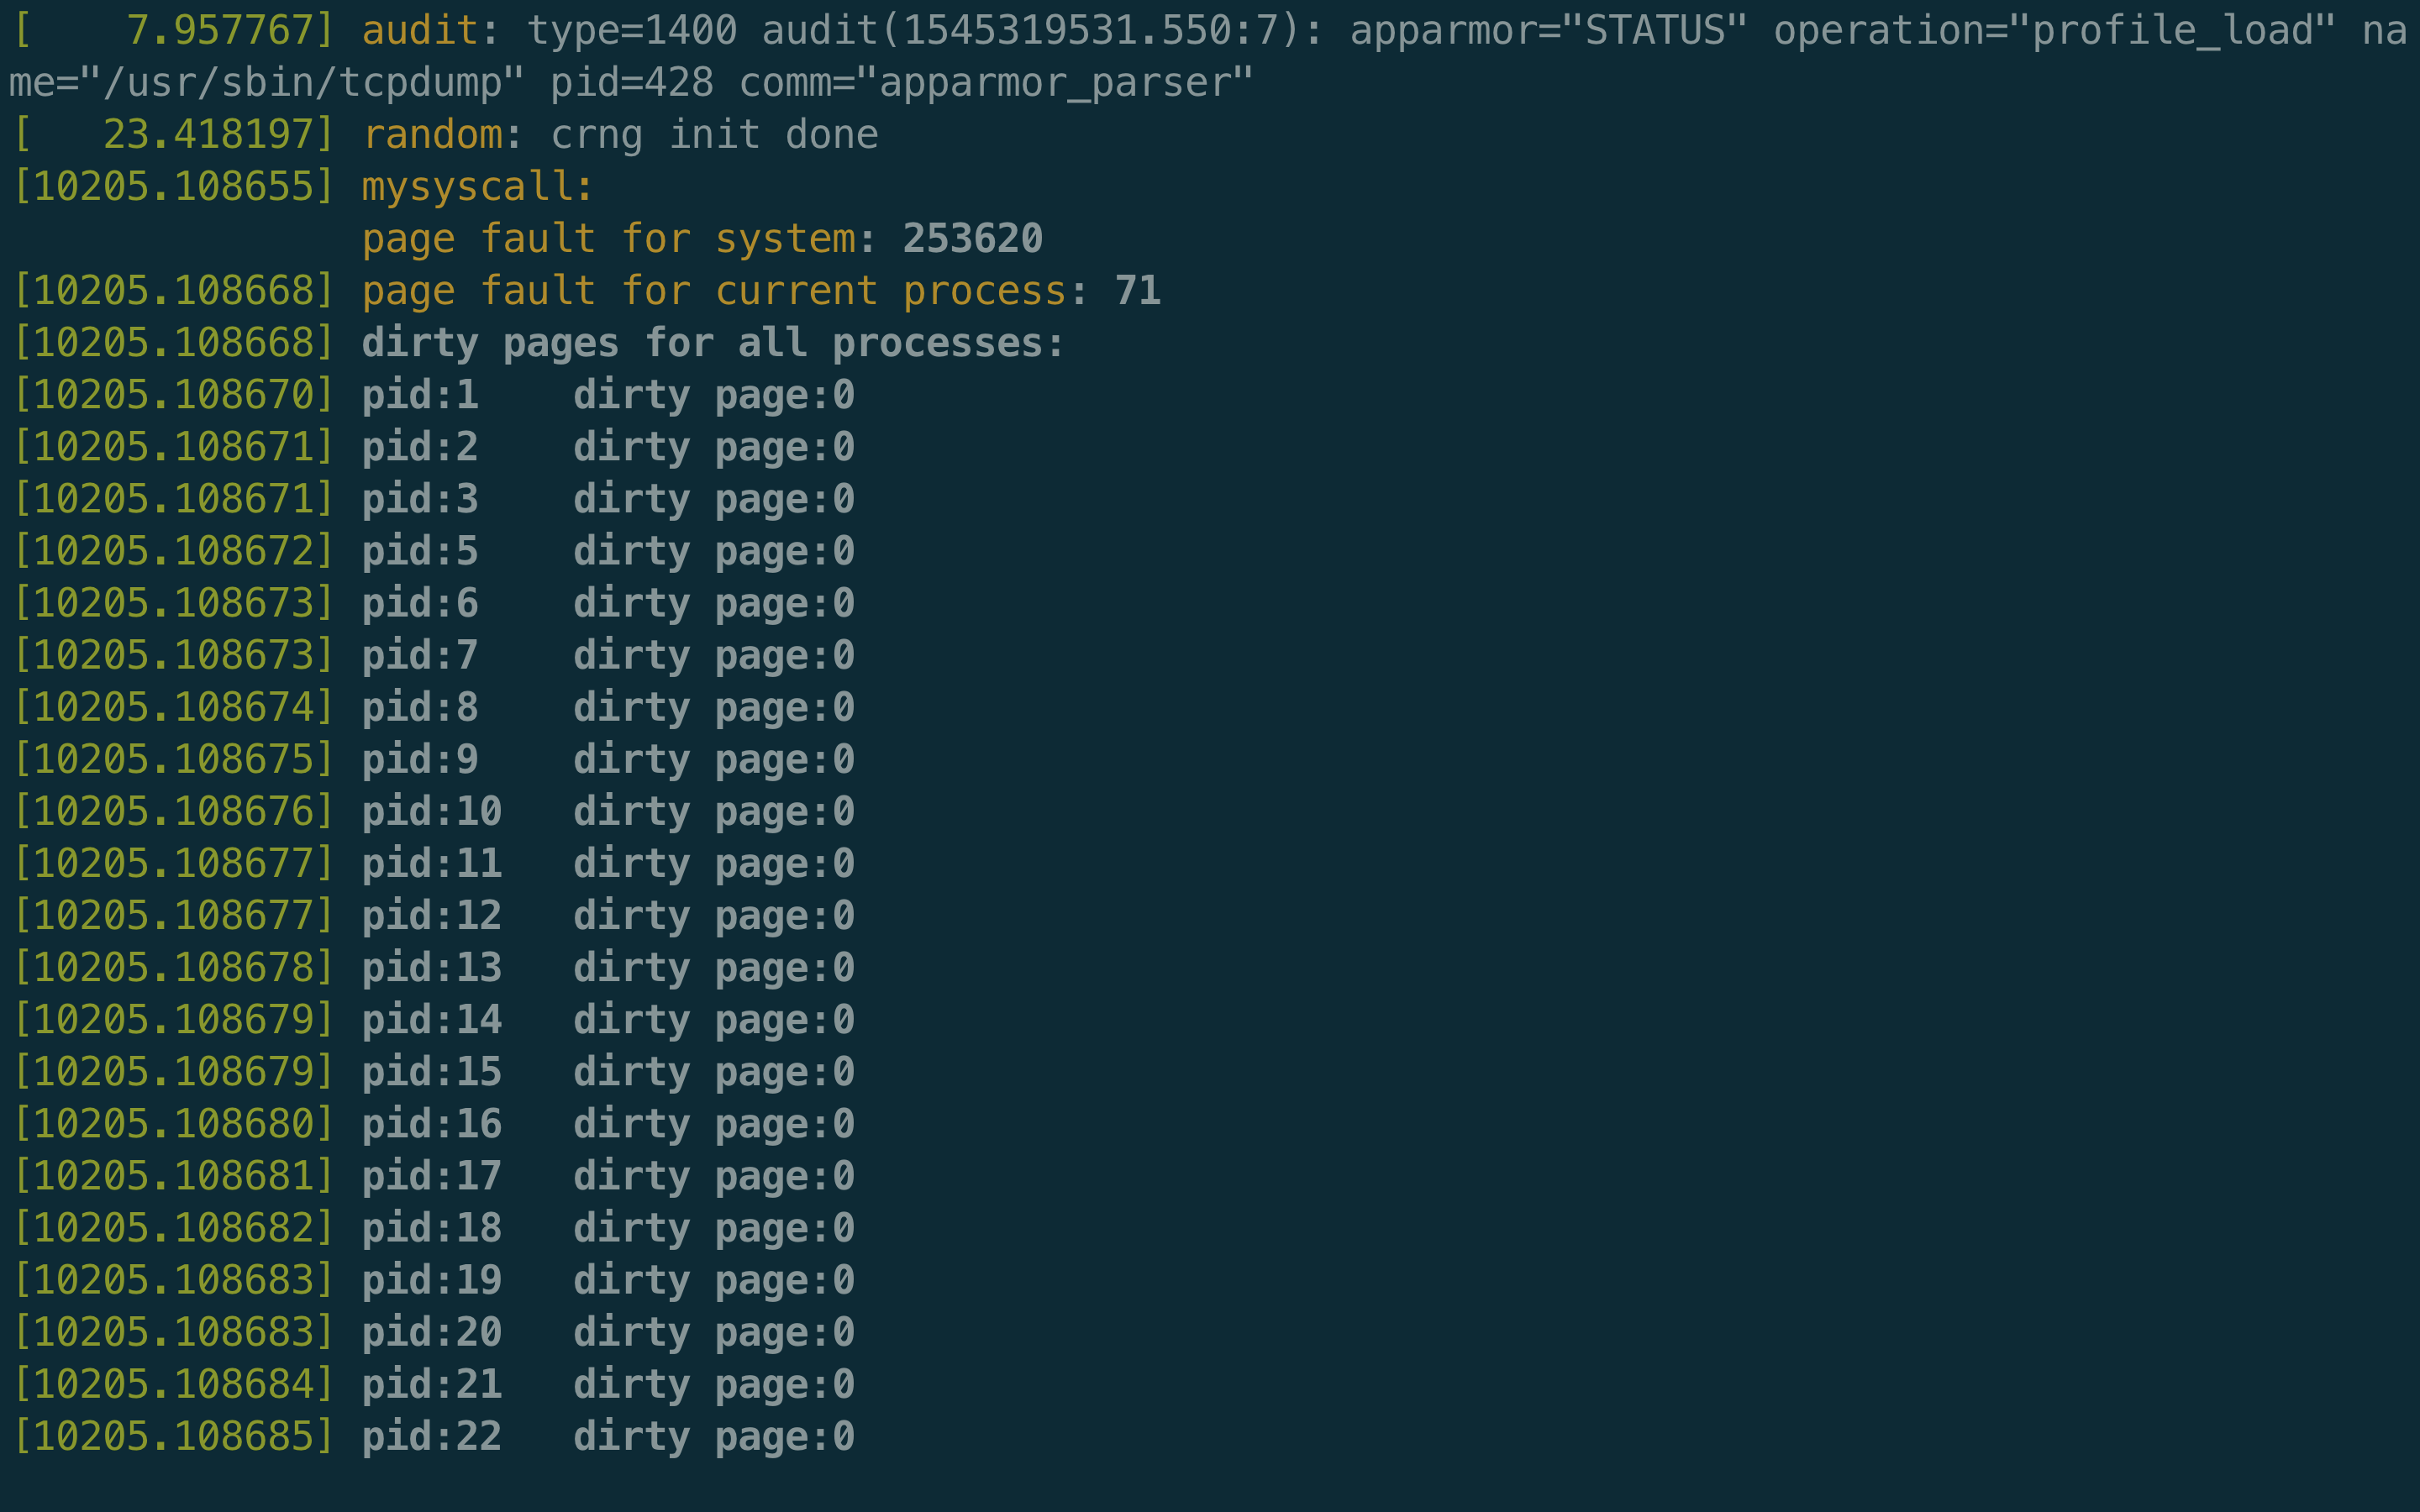 [    7.957767] audit: type=1400 audit(1545319531.550:7): apparmor="STATUS" operation="profile_load" na
me="/usr/sbin/tcpdump" pid=428 comm="apparmor_parser"
[   23.418197] random: crng init done
[10205.108655] mysyscall:
               page fault for system: 253620
[10205.108668] page fault for current process: 71
[10205.108668] dirty pages for all processes:
[10205.108670] pid:1    dirty page:0
[10205.108671] pid:2    dirty page:0
[10205.108671] pid:3    dirty page:0
[10205.108672] pid:5    dirty page:0
[10205.108673] pid:6    dirty page:0
[10205.108673] pid:7    dirty page:0
[10205.108674] pid:8    dirty page:0
[10205.108675] pid:9    dirty page:0
[10205.108676] pid:10   dirty page:0
[10205.108677] pid:11   dirty page:0
[10205.108677] pid:12   dirty page:0
[10205.108678] pid:13   dirty page:0
[10205.108679] pid:14   dirty page:0
[10205.108679] pid:15   dirty page:0
[10205.108680] pid:16   dirty page:0
[10205.108681] pid:17   dirty page:0
[10205.108682] pid:18   dirty page:0
[10205.108683] pid:19   dirty page:0
[10205.108683] pid:20   dirty page:0
[10205.108684] pid:21   dirty page:0
[10205.108685] pid:22   dirty page:0